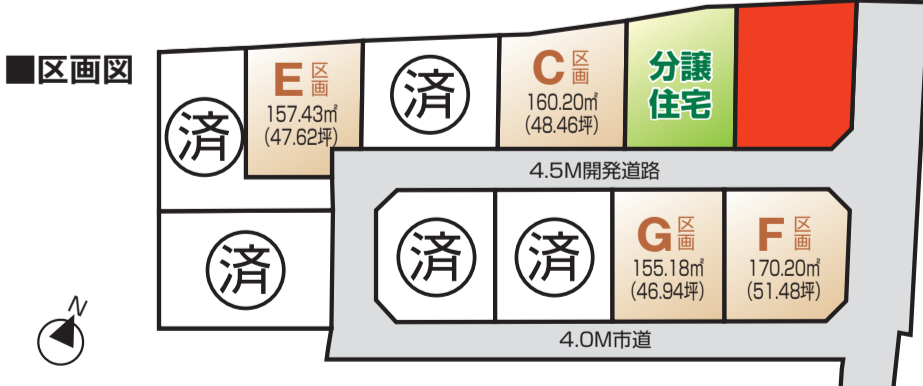 ■区画図
E区画
157.43㎡
(47.62坪)
済
済
C区画
160.20㎡
(48.46坪)
分譲
住宅
4.5M開発道路
済
済
済
G区画
155.18㎡
(46.94坪)
F区画
170.20㎡
(51.48坪)
4.0M市道
N